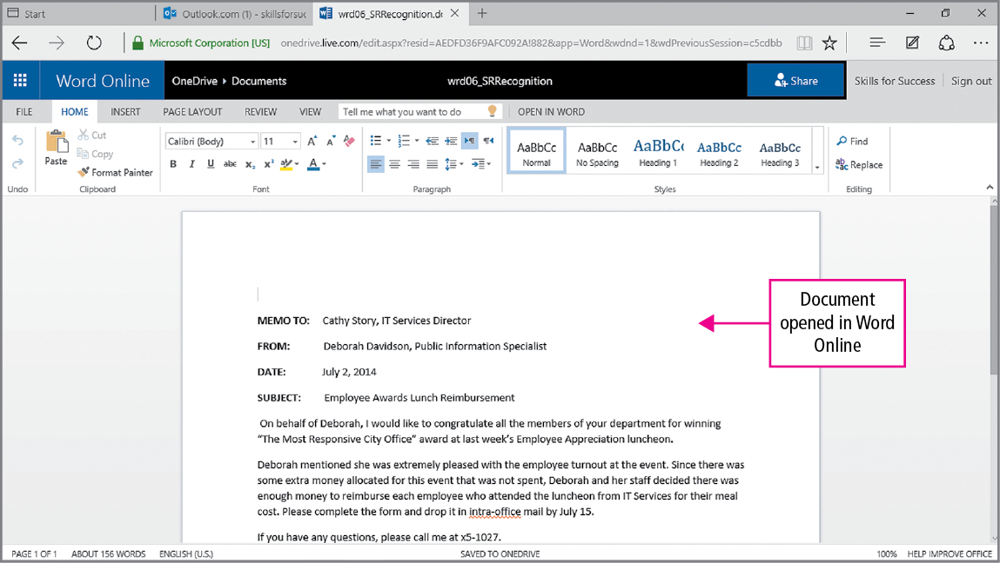 Start
Outlook.com (1) - skillsforsuc
wrd06_SRRecognition.do
Microsoft Corporation [US] onedrive.live.com/edit.aspx?resid=AEDFD36F9AFC092A!882&app=Word&wdnd=1&wdPreviousSession=c5cdbb
Word Online OneDrive Documents wrd06_SRRecognition Share Skills for Success Sign out
FILE HOME INSERT PAGE LAYOUT REVIEW VIEW Tell me what you want to do OPEN IN WORD
Paste
Cut
Copy
Format Painter
Calibri (Body) 11
B I U abc x₂ x²
AaBbCc AaBbCc AaBbCc AaBbCc AaBbCc
Normal No Spacing Heading 1 Heading 2 Heading 3
Find
Replace
Undo Clipboard Font Paragraph Styles Editing
MEMO TO: Cathy Story, IT Services Director
FROM: Deborah Davidson, Public Information Specialist
DATE: July 2, 2014
SUBJECT: Employee Awards Lunch Reimbursement
On behalf of Deborah, I would like to congratulate all the members of your department for winning
“The Most Responsive City Office” award at last week’s Employee Appreciation luncheon.
Deborah mentioned she was extremely pleased with the employee turnout at the event. Since there was
some extra money allocated for this event that was not spent, Deborah and her staff decided there was
enough money to reimburse each employee who attended the luncheon from IT Services for their meal
cost. Please complete the form and drop it in intra-office mail by July 15.
If you have any questions, please call me at x5-1027.
Document
opened in Word
Online
PAGE 1 OF 1 ABOUT 156 WORDS ENGLISH (U.S.) SAVED TO ONEDRIVE 100% HELP IMPROVE OFFICE